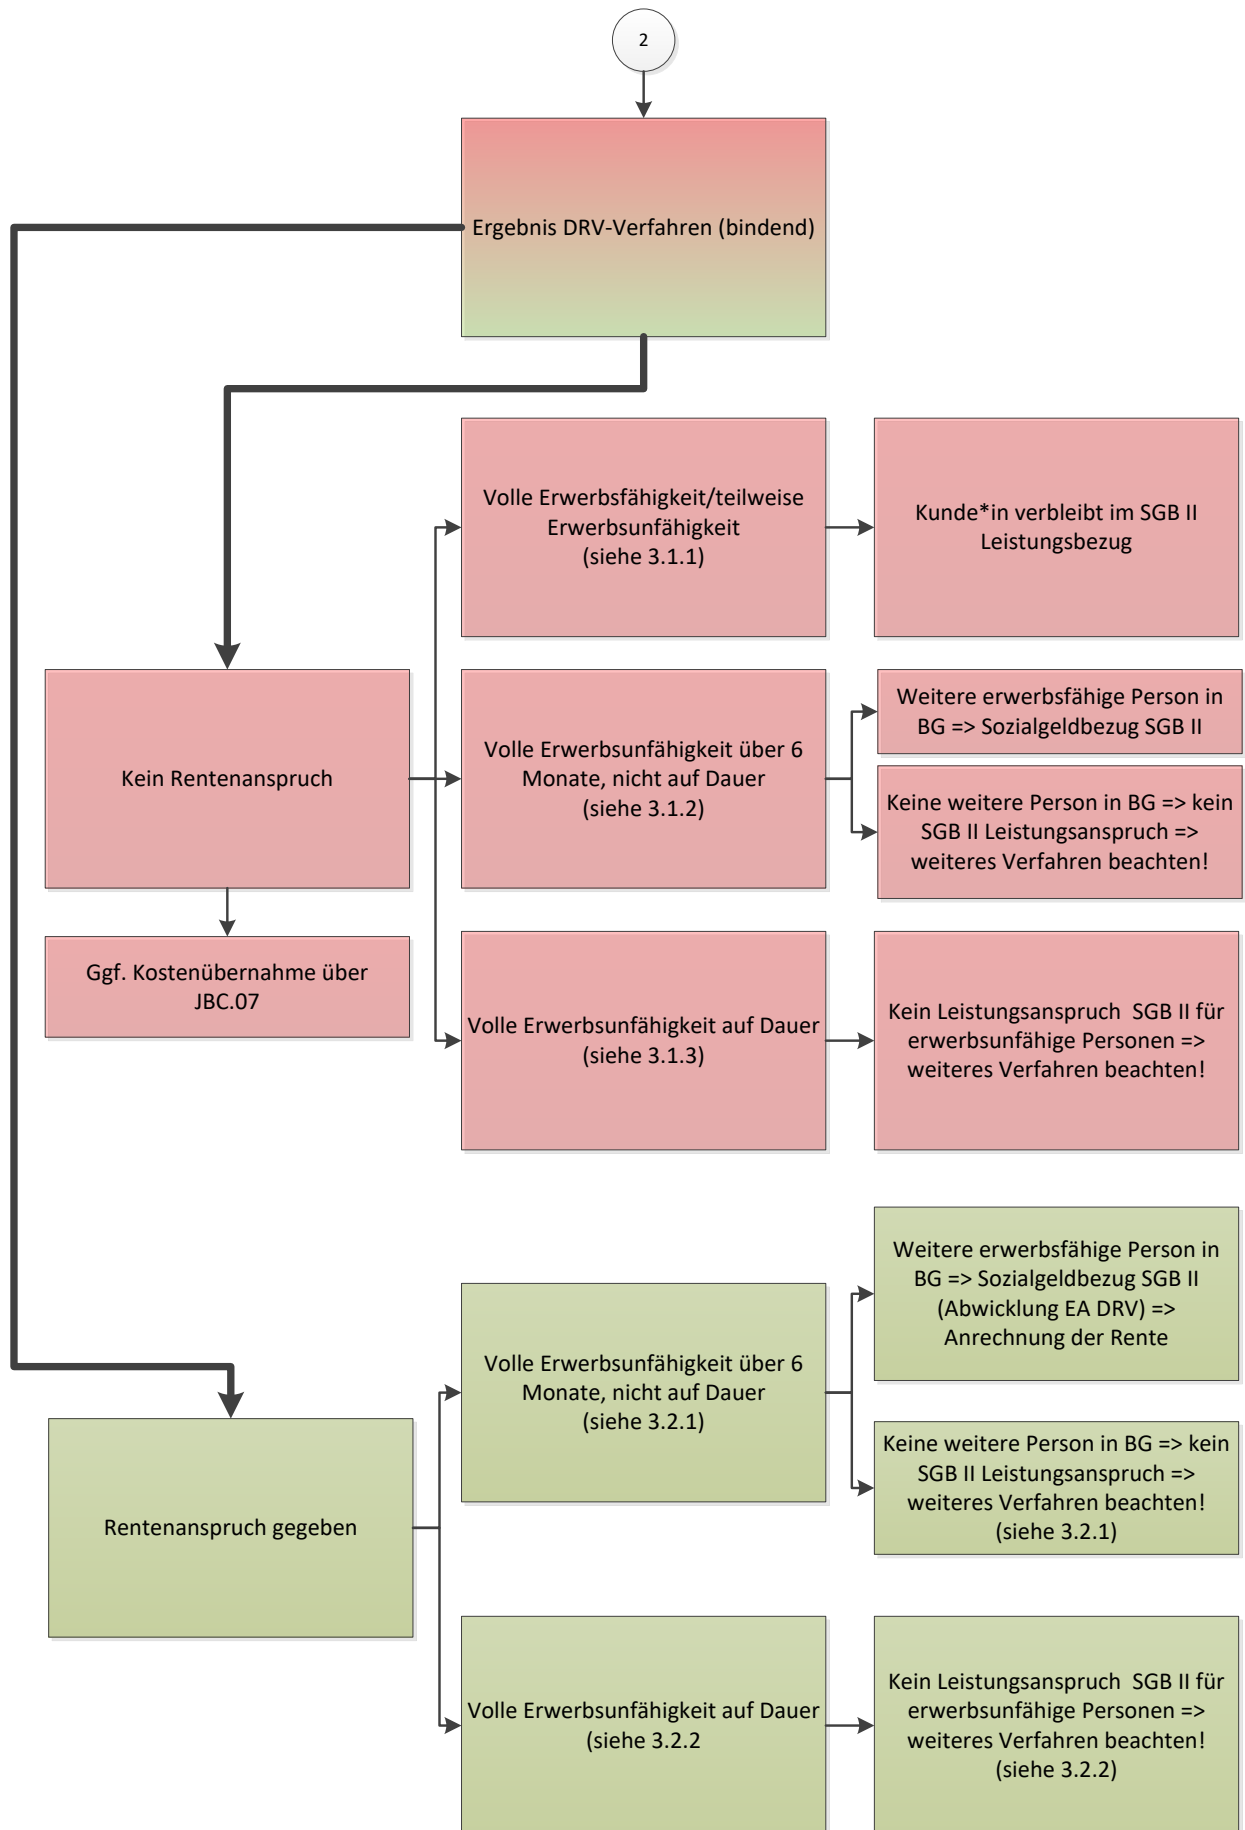 2
Ergebnis DRV-Verfahren (bindend)
Volle Erwerbsfähigkeit/teilweise
Erwerbsunfähigkeit
(siehe 3.1.1)
Kunde*in verbleibt im SGB II
Leistungsbezug
Kein Rentenanspruch
Volle Erwerbsunfähigkeit über 6
Monate, nicht auf Dauer
(siehe 3.1.2)
Weitere erwerbsfähige Person in
BG => Sozialgeldbezug SGB II
Keine weitere Person in BG => kein
SGB II Leistungsanspruch =>
weiteres Verfahren beachten!
Ggf. Kostenübernahme über
JBC.07
Volle Erwerbsunfähigkeit auf Dauer
(siehe 3.1.3)
Kein Leistungsanspruch  SGB II für
erwerbsunfähige Personen =>
weiteres Verfahren beachten!
Rentenanspruch gegeben
Volle Erwerbsunfähigkeit über 6
Monate, nicht auf Dauer
(siehe 3.2.1)
Weitere erwerbsfähige Person in
BG => Sozialgeldbezug SGB II
(Abwicklung EA DRV) =>
Anrechnung der Rente
Keine weitere Person in BG => kein
SGB II Leistungsanspruch =>
weiteres Verfahren beachten!
(siehe 3.2.1)
Volle Erwerbsunfähigkeit auf Dauer
(siehe 3.2.2
Kein Leistungsanspruch  SGB II für
erwerbsunfähige Personen =>
weiteres Verfahren beachten!
(siehe 3.2.2)